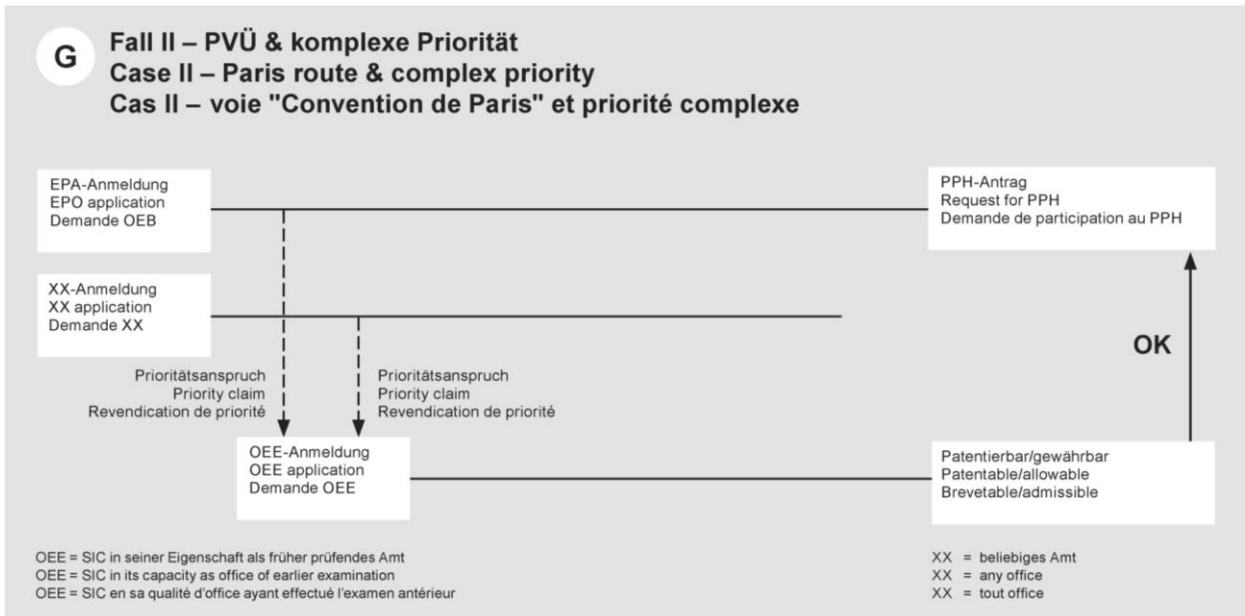 G
Fall II – PVÜ & komplexe Priorität
Case II – Paris route & complex priority
Cas II – voie "Convention de Paris" et priorité complexe
EPA-Anmeldung
EPO application
Demande OEB
PPH-Antrag
Request for PPH
Demande de participation au PPH
XX-Anmeldung
XX application
Demande XX
OK
Prioritätsanspruch
Priority claim
Revendication de priorité
Prioritätsanspruch
Priority claim
Revendication de priorité
OEE-Anmeldung
OEE application
Demande OEE
Patentierbar/gewährbar
Patentable/allowable
Brevetable/admissible
OEE = SIC in seiner Eigenschaft als früher prüfendes Amt
OEE = SIC in its capacity as office of earlier examination
OEE = SIC en sa qualité d'office ayant effectué l'examen antérieur
XX = beliebiges Amt
XX = any office
XX = tout office